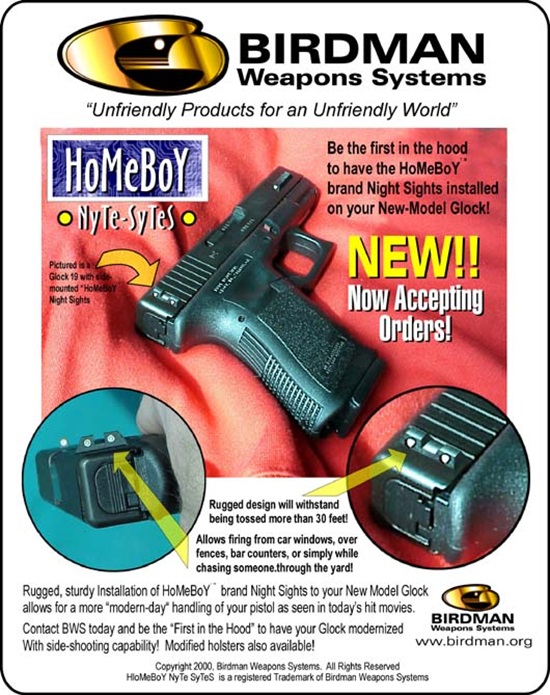 BIRDMAN
Weapons Systems
“Unfriendly Products for an Unfriendly World”
HoMeBoY
NyTe-SyTeS
Be the first in the hood
to have the HoMeBoY™
brand Night Sights installed
on your New-Model Glock!
Pictured is a
Glock 19 with side-
mounted "HoMeBoY
Night Sights
NEW!!
Now Accepting
Orders!
Rugged design will withstand
being tossed more than 30 feet!
Allows firing from car windows, over
fences, bar counters, or simply while
chasing someone.through the yard!
Rugged, sturdy Installation of HoMeBoY™ brand Night Sights to your New Model Glock
allows for a more "modern-day" handling of your pistol as seen in today's hit movies.
Contact BWS today and be the "First in the Hood" to have your Glock modernized
With side-shooting capability! Modified holsters also available!
BIRDMAN
Weapons Systems
www.birdman.org
Copyright 2000, Birdman Weapons Systems. All Rights Reserved
HIoMeBoY NyTe SyTeS is a registered Trademark of Birdman Weapons Systems